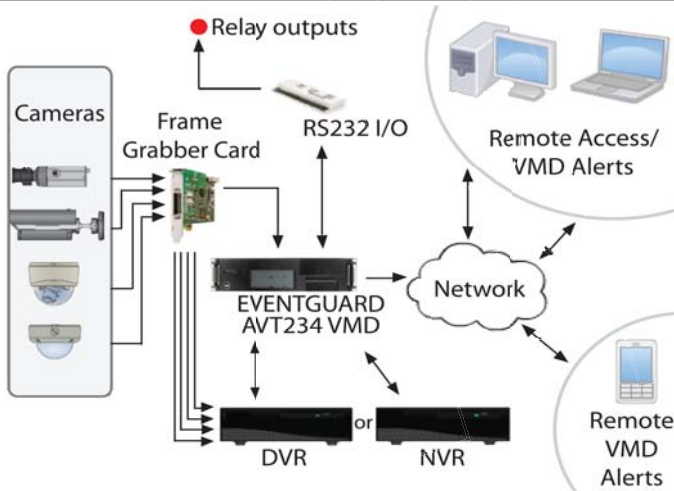 Relay outputs
Cameras
Frame
Grabber Card
RS232 I/O
Remote Access/
VMD Alerts
EVENTGUARD
AVT234 VMD
Network
DVR
or
NVR
Remote
VMD
Alerts